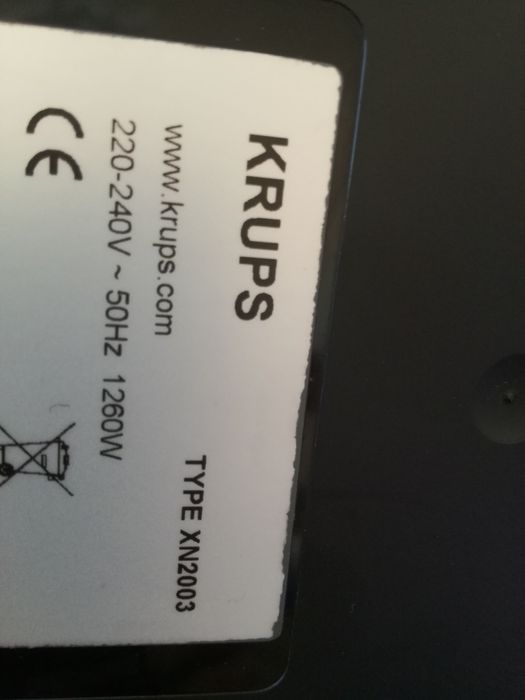 KRUPS
TYPE XN2003
www.krups.com
220-240V ~ 50Hz 1260W
CE